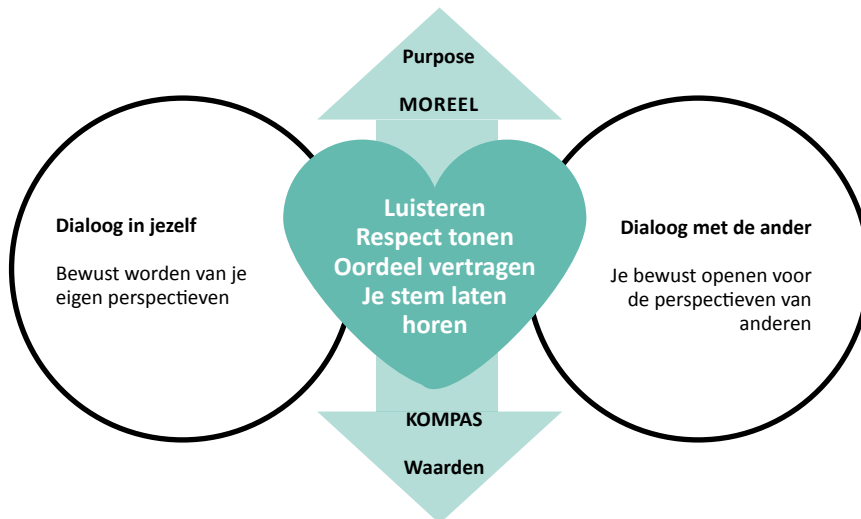 Purpose
MOREEL
Dialoog in jezelf
Bewust worden van je
eigen perspectieven
Luisteren
Respect tonen
Oordeel vertragen
Je stem laten
horen
Dialoog met de ander
Je bewust openen voor
de perspectieven van
anderen
KOMPAS
Waarden